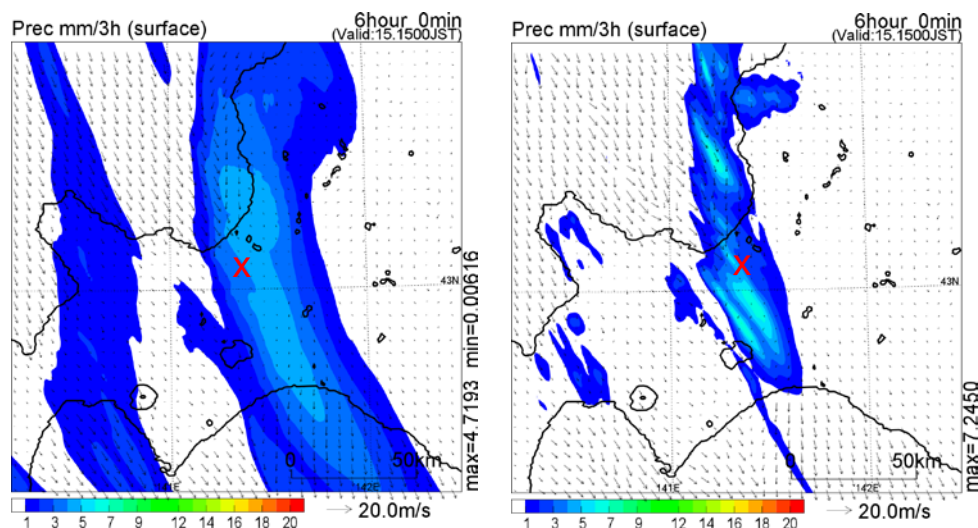 Prec mm/3h (surface)
6hour 0min
(Valid:15.1500JST)
X
43N
max=4.7193 min=0.00616
0 50km
141E
142E
1 3 5 7 9 12 14 16 18 20
20.0m/s
Prec mm/3h (surface)
6hour 0min
(Valid:15.1500JST)
X
43N
max=7.2450
0 50km
141E
142E
1 3 5 7 9 12 14 16 18 20
20.0m/s